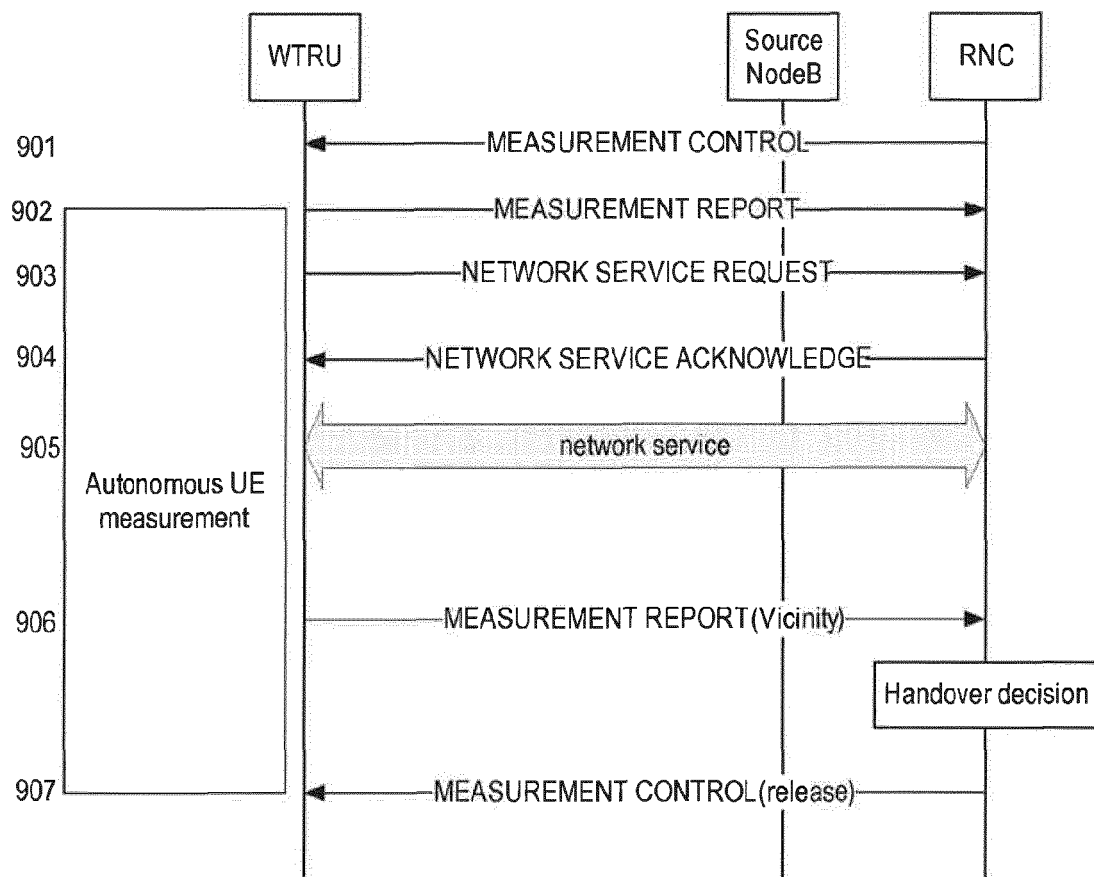 WTRU
Source
NodeB
RNC
901
MEASUREMENT CONTROL
902
MEASUREMENT REPORT
903
NETWORK SERVICE REQUEST
904
NETWORK SERVICE ACKNOWLEDGE
905
network service
Autonomous UE
measurement
906
MEASUREMENT REPORT(Vicinity)
Handover decision
907
MEASUREMENT CONTROL(release)